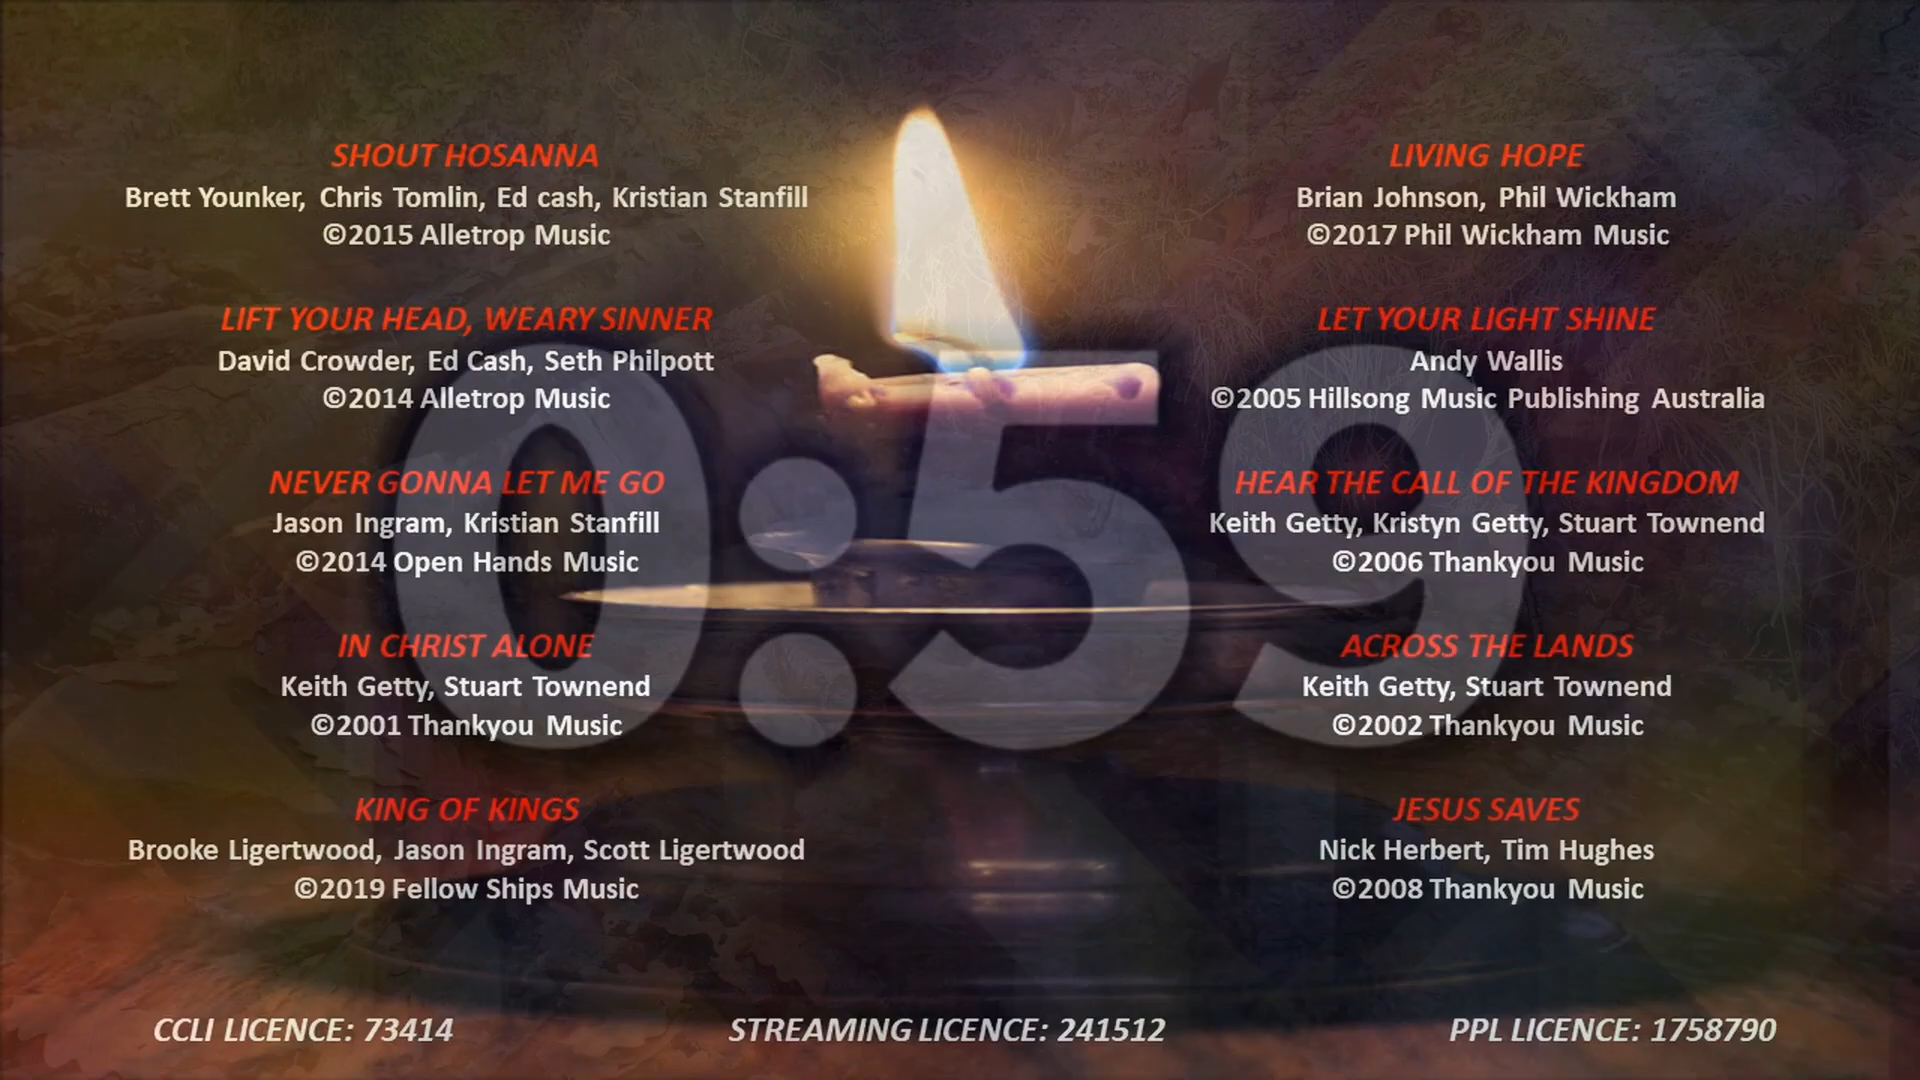 SHOUT HOSANNA
Brett Younker, Chris Tomlin, Ed cash, Kristian Stanfill
©2015 Alletrop Music
LIFT YOUR HEAD, WEARY SINNER
David Crowder, Ed Cash, Seth Philpott
©2014 Alletrop Music
NEVER GONNA LET ME GO
Jason Ingram, Kristian Stanfill
©2014 Open Hands Music
IN CHRIST ALONE
Keith Getty, Stuart Townend
©2001 Thankyou Music
KING OF KINGS
Brooke Ligertwood, Jason Ingram, Scott Ligertwood
©2019 Fellow Ships Music
0:59
LIVING HOPE
Brian Johnson, Phil Wickham
©2017 Phil Wickham Music
LET YOUR LIGHT SHINE
Andy Wallis
©2005 Hillsong Music Publishing Australia
HEAR THE CALL OF THE KINGDOM
Keith Getty, Kristyn Getty, Stuart Townend
©2006 Thankyou Music
ACROSS THE LANDS
Keith Getty, Stuart Townend
©2002 Thankyou Music
JESUS SAVES
Nick Herbert, Tim Hughes
©2008 Thankyou Music
CCLI LICENCE: 73414
STREAMING LICENCE: 241512
PPL LICENCE: 1758790